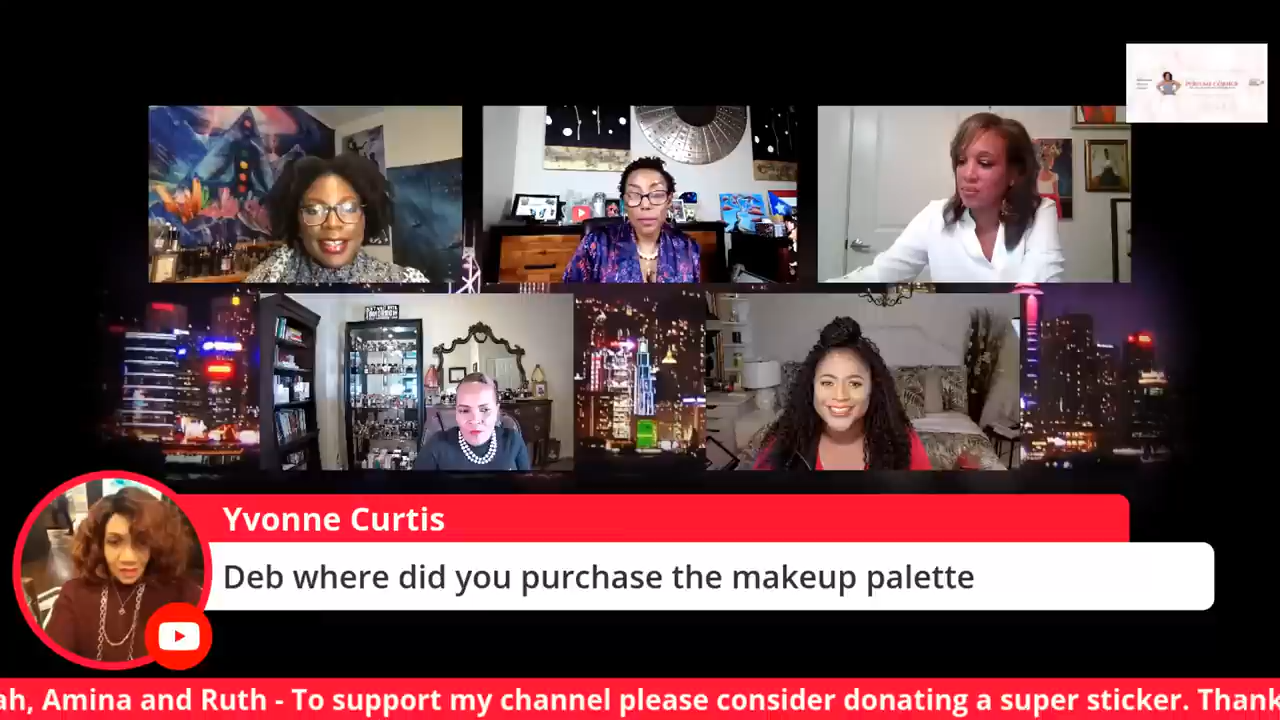 Yvonne Curtis
Deb where did you purchase the makeup palette
ah, Amina and Ruth - To support my channel please consider donating a super sticker. Thank